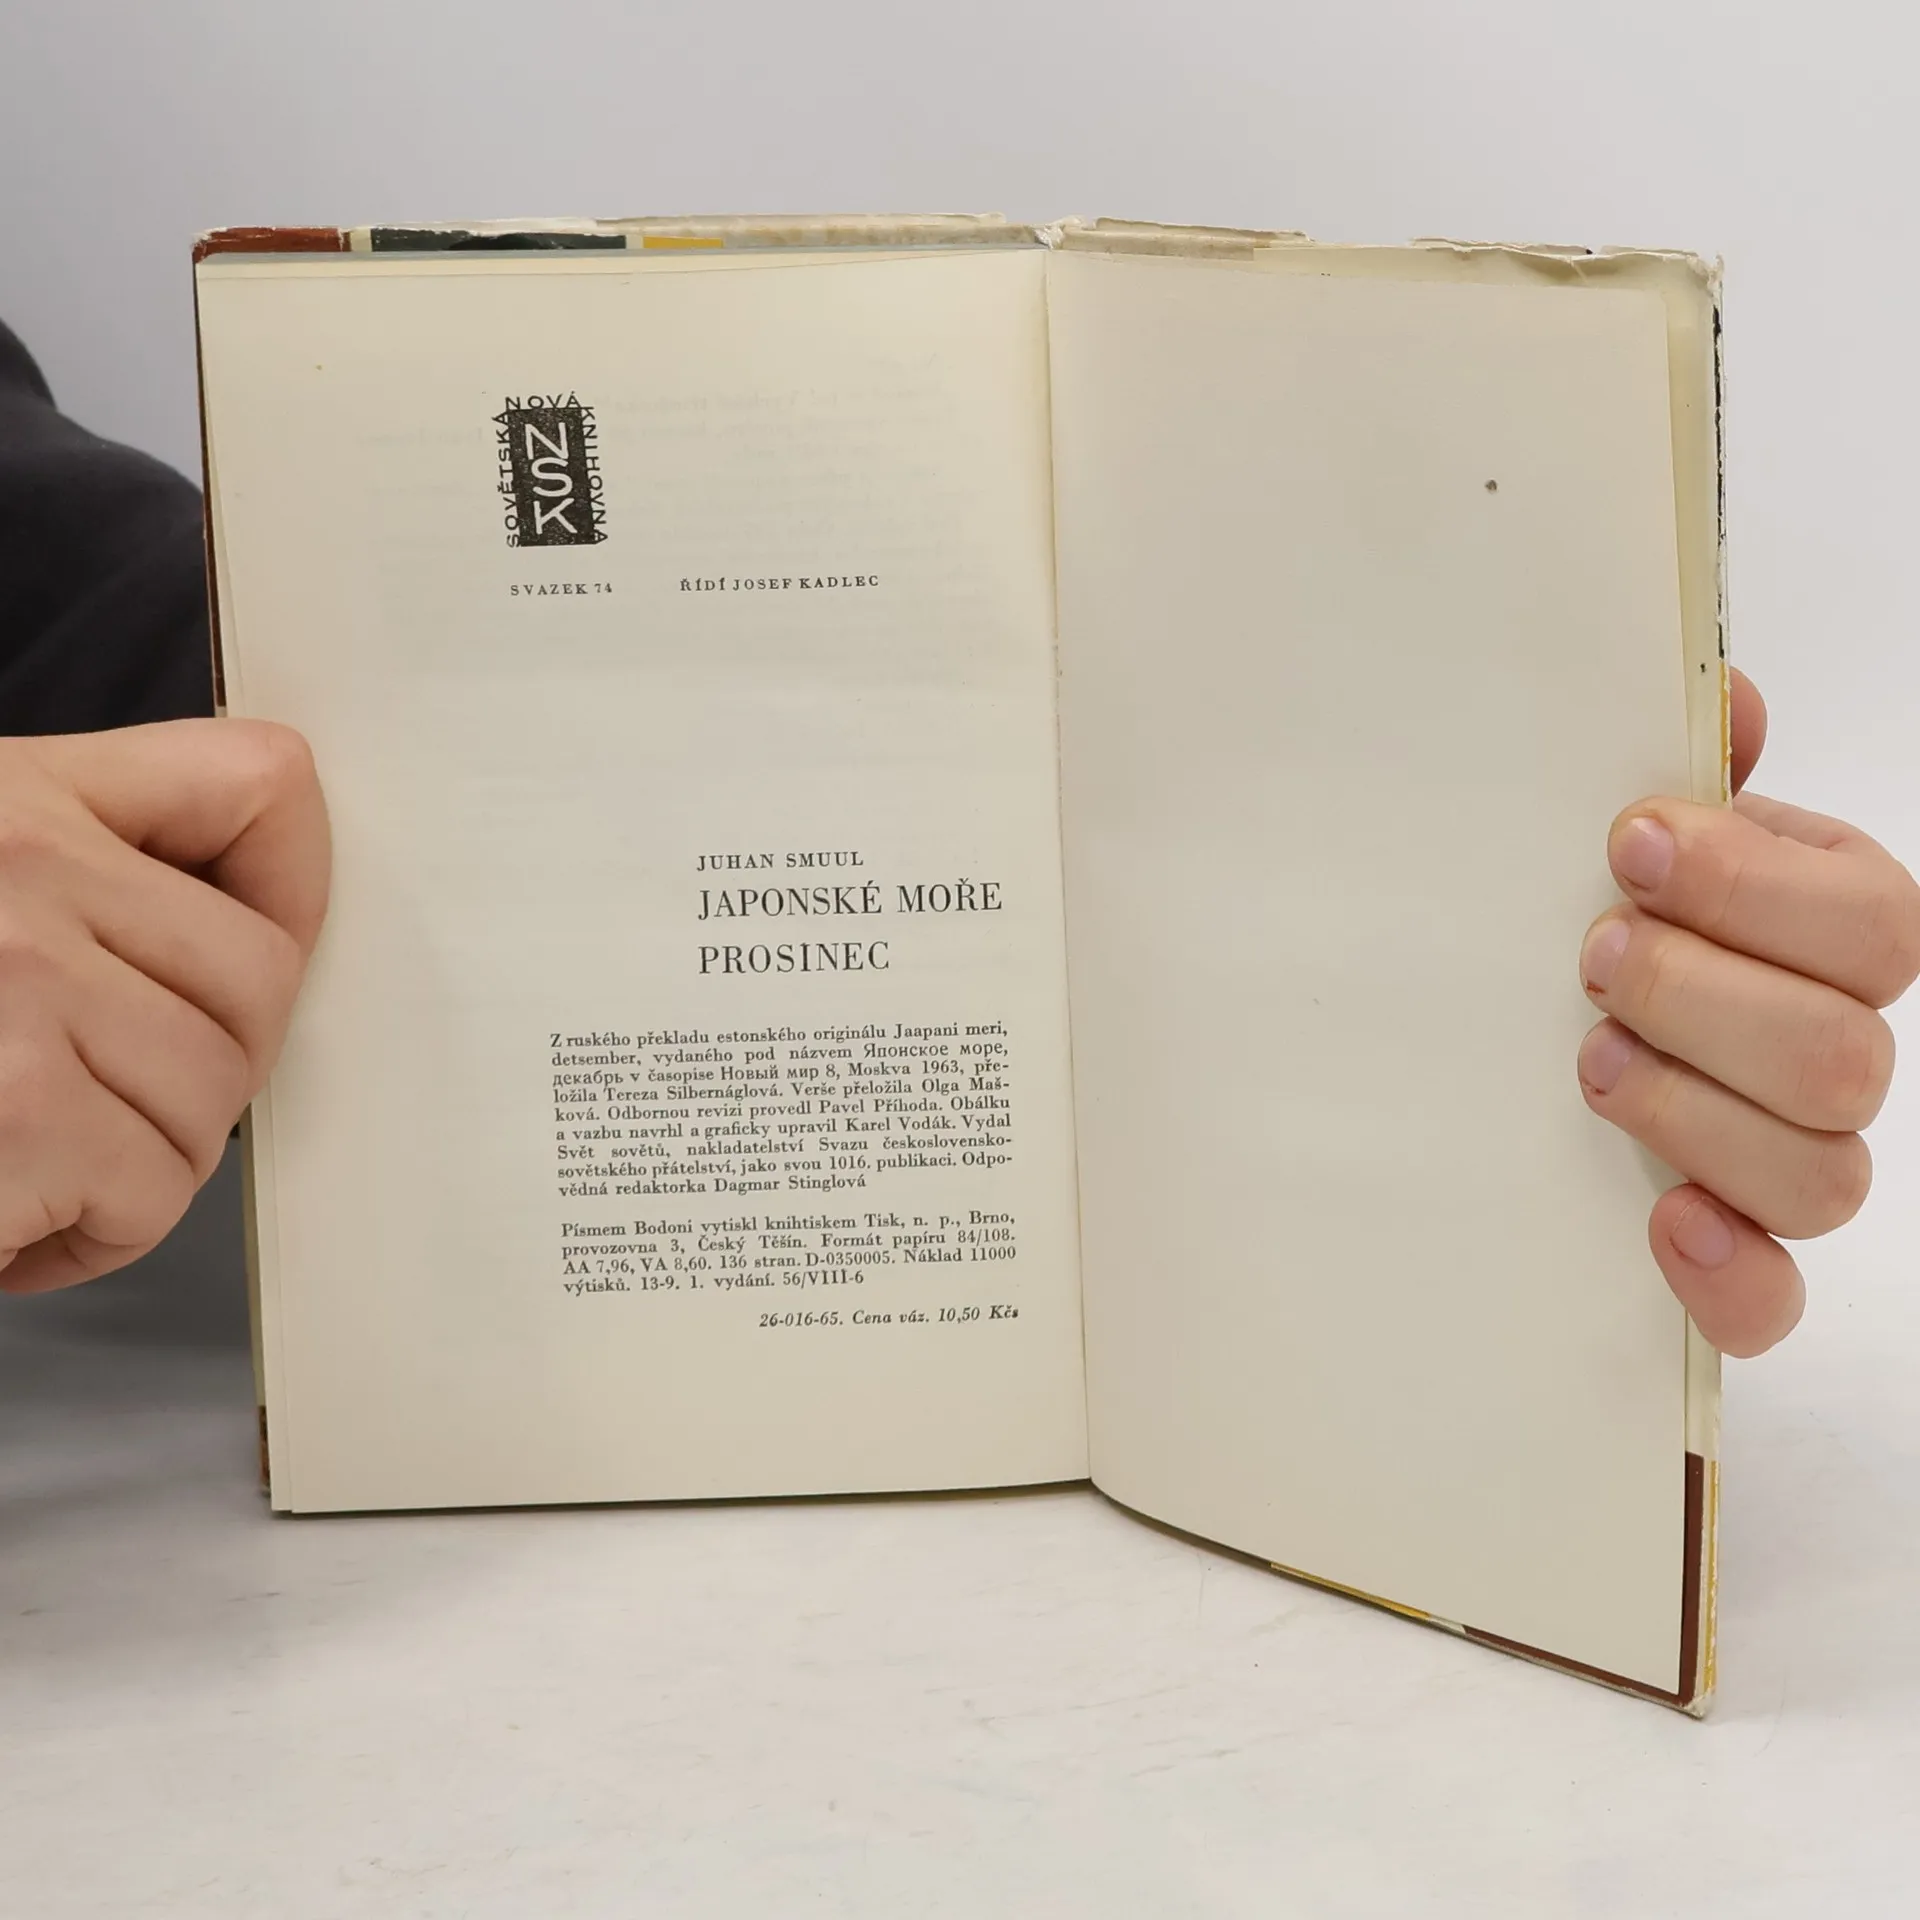 NOVÁ
SOVĚTSKÁ
KNIHOVNA
NSK
SVAZEK 74 ŘÍDÍ JOSEF KADLEC
JUHAN SMUUL
JAPONSKÉ MOŘE
PROSINEC
Z ruského překladu estonského originálu Jaapani meri,
detsember, vydaného pod názvem Японское море,
декабрь v časopise Новый мир 8, Moskva 1963, pře-
ložila Tereza Silbernáglová. Verše přeložila Olga Maš-
ková. Odbornou revizi provedl Pavel Příhoda. Obálku
a vazbu navrhl a graficky upravil Karel Vodák. Vydal
Svět sovětů, nakladatelství Svazu československo-
sovětského přátelství, jako svou 1016. publikaci. Odpo-
vědná redaktorka Dagmar Stinglová
Písmem Bodoni vytiskl knihtiskem Tisk, n. p., Brno,
provozovna 3, Český Těšín. Formát papíru 84/108.
AA 7,96, VA 8,60. 136 stran. D-0350005. Náklad 11000
výtisků. 13-9. 1. vydání. 56/VIII-6
26-016-65. Cena váz. 10,50 Kčs